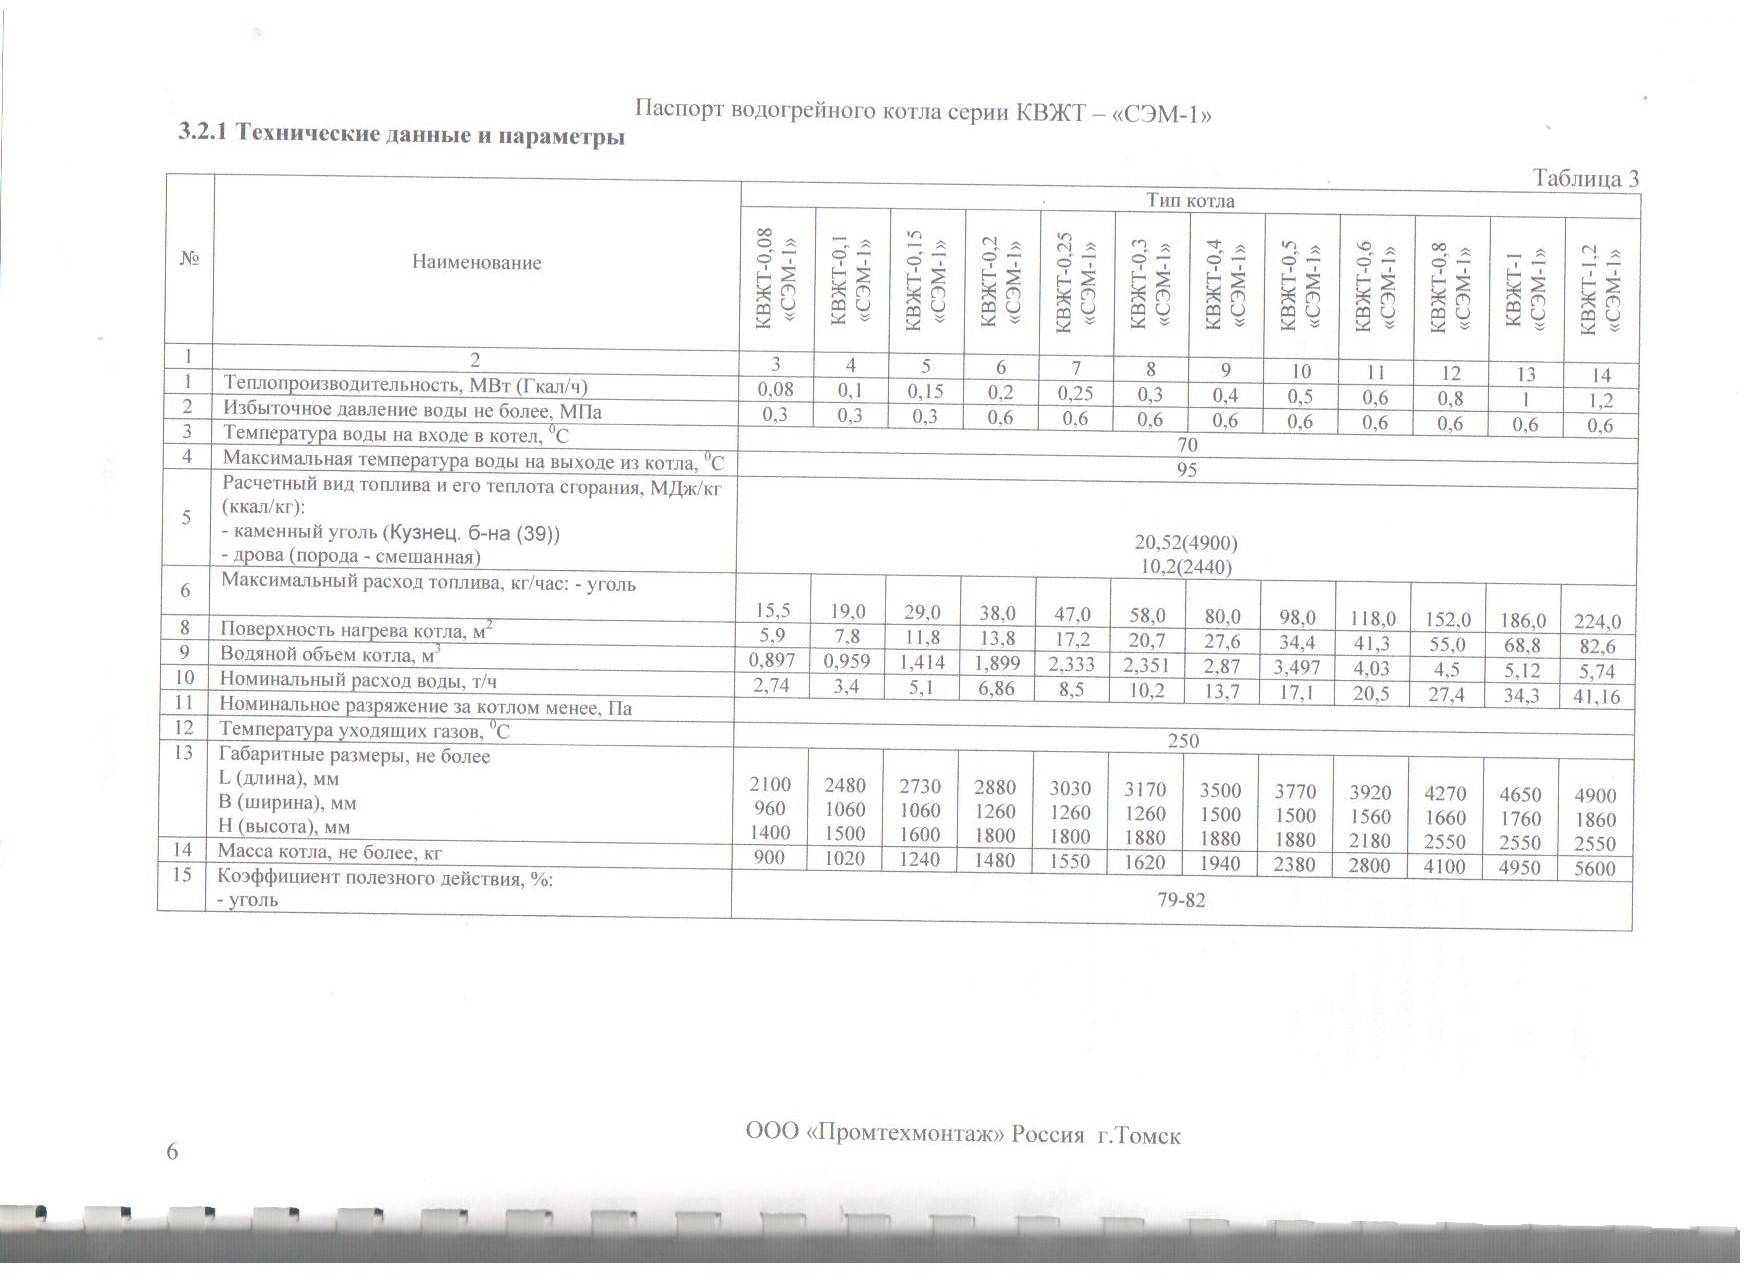 Паспорт водогрейного котла серии КВЖТ – «СЭМ-1»
3.2.1 Технические данные и параметры
Таблица 3
№ Наименование Тип котла
КВЖТ-0,08 «СЭМ-1» КВЖТ-0,1 «СЭМ-1» КВЖТ-0,15 «СЭМ-1» КВЖТ-0,2 «СЭМ-1» КВЖТ-0,25 «СЭМ-1» КВЖТ-0,3 «СЭМ-1» КВЖТ-0,4 «СЭМ-1» КВЖТ-0,5 «СЭМ-1» КВЖТ-0,6 «СЭМ-1» КВЖТ-0,8 «СЭМ-1» КВЖТ-1 «СЭМ-1» КВЖТ-1,2 «СЭМ-1»
1 2 3 4 5 6 7 8 9 10 11 12 13 14
1 Теплопроизводительность, МВт (Гкал/ч) 0,08 0,1 0,15 0,2 0,25 0,3 0,4 0,5 0,6 0,8 1 1,2
2 Избыточное давление воды не более, МПа 0,3 0,3 0,3 0,6 0,6 0,6 0,6 0,6 0,6 0,6 0,6 0,6
3 Температура воды на входе в котел, ⁰С 70
4 Максимальная температура воды на выходе из котла, ⁰С 95
5 Расчетный вид топлива и его теплота сгорания, МДж/кг
(ккал/кг):
- каменный уголь (Кузнец. б-на (39)) 20,52(4900)
- дрова (порода - смешанная) 10,2(2440)
6 Максимальный расход топлива, кг/час: - уголь
15,5 19,0 29,0 38,0 47,0 58,0 80,0 98,0 118,0 152,0 186,0 224,0
8 Поверхность нагрева котла, м² 5,9 7,8 11,8 13,8 17,2 20,7 27,6 34,4 41,3 55,0 68,8 82,6
9 Водяной объем котла, м³ 0,897 0,959 1,414 1,899 2,333 2,351 2,87 3,497 4,03 4,5 5,12 5,74
10 Номинальный расход воды, т/ч 2,74 3,4 5,1 6,86 8,5 10,2 13,7 17,1 20,5 27,4 34,3 41,16
11 Номинальное разряжение за котлом менее, Па
12 Температура уходящих газов, ⁰С 250
13 Габаритные размеры, не более
L (длина), мм 2100 2480 2730 2880 3030 3170 3500 3770 3920 4270 4650 4900
В (ширина), мм 960 1060 1060 1260 1260 1260 1500 1500 1560 1660 1760 1860
Н (высота), мм 1400 1500 1600 1800 1800 1880 1880 1880 2180 2550 2550 2550
14 Масса котла, не более, кг 900 1020 1240 1480 1550 1620 1940 2380 2800 4100 4950 5600
15 Коэффициент полезного действия, %:
- уголь 79-82
ООО «Промтехмонтаж» Россия г.Томск
6